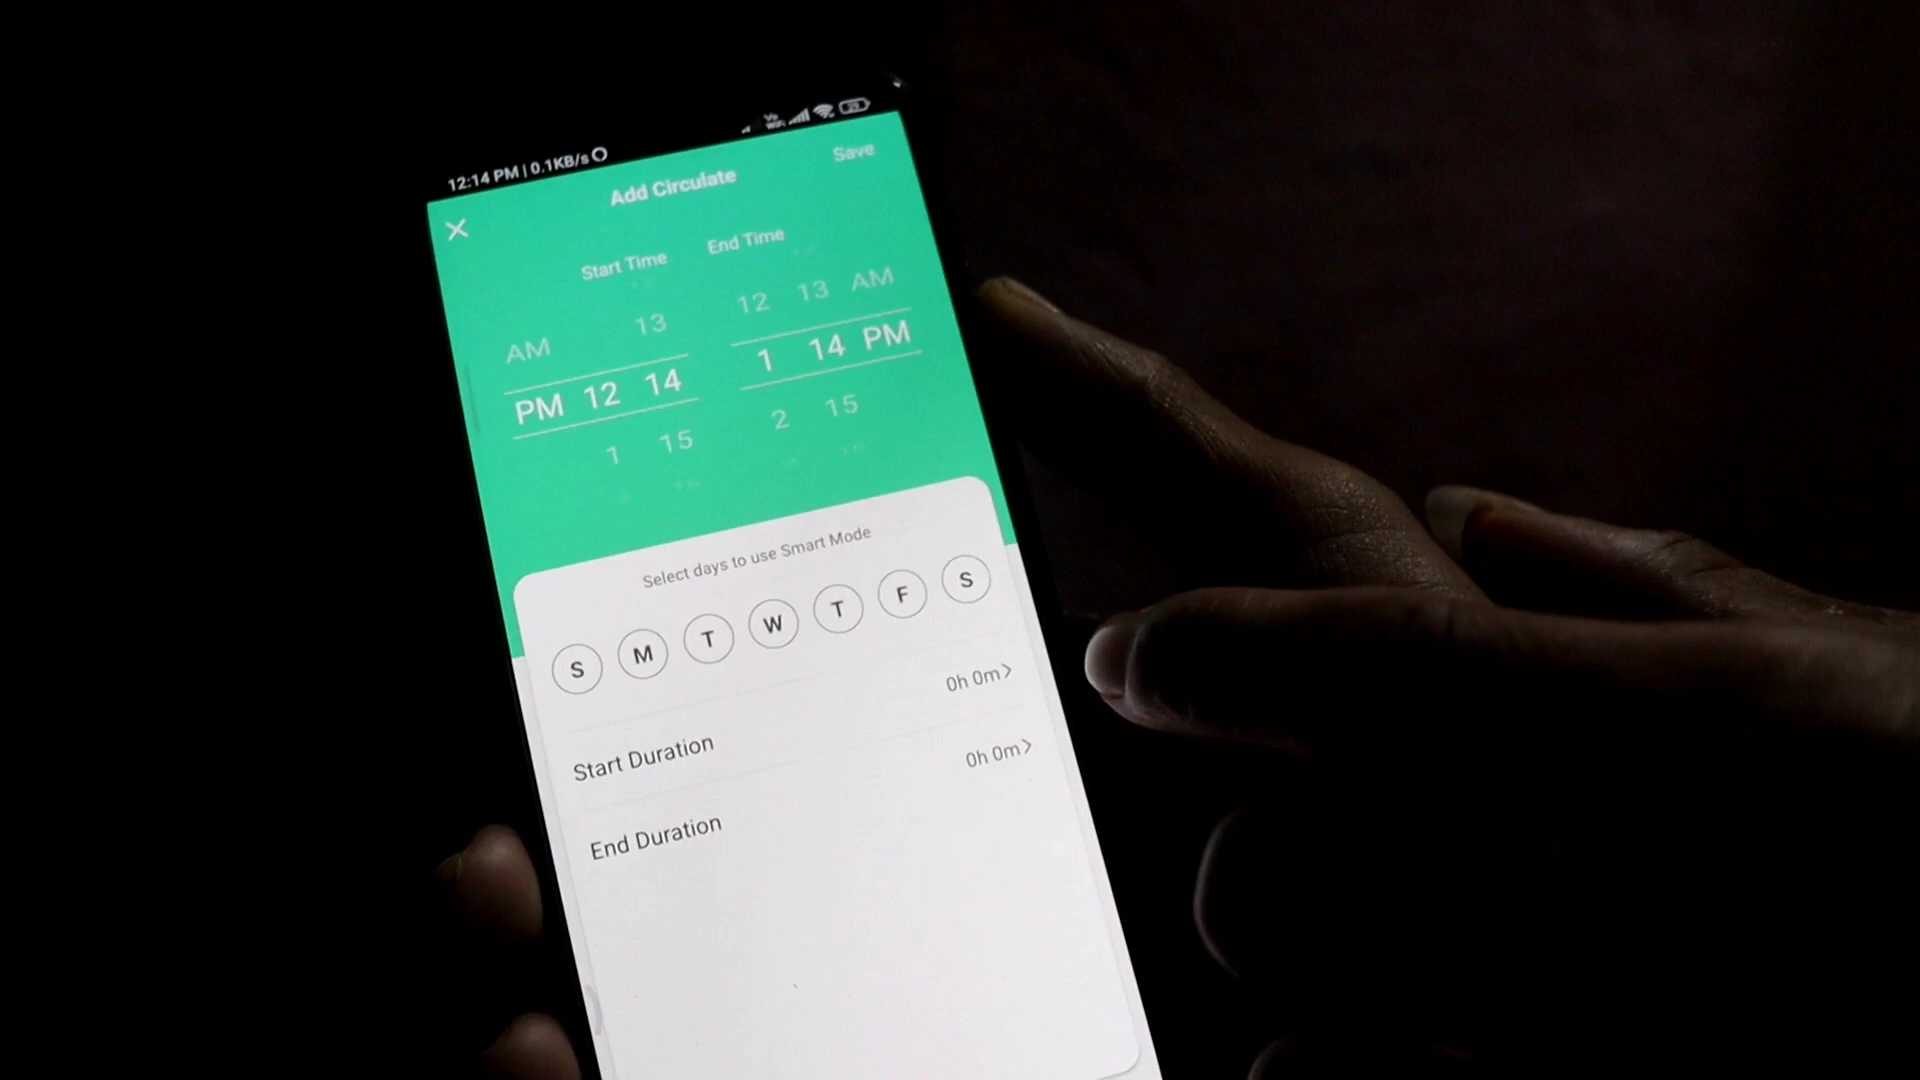 12:14 PM | 0.1KB/s
Save
Add Circulate
Start Time
End Time
AM 13
12 13 AM
PM 12 14
1 14 PM
1 15
2 15
Select days to use Smart Mode
S M T W T F S
Start Duration 0h 0m>
End Duration 0h 0m>